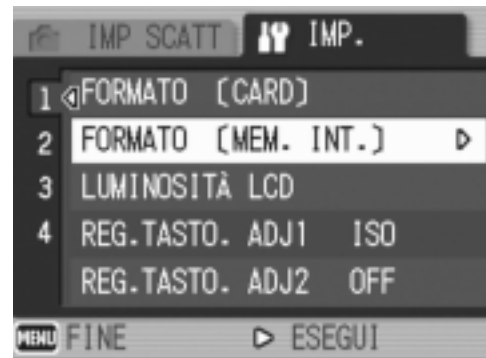 IMP SCATT IMP.
1 FORMATO [CARD]
2 FORMATO [MEM. INT.]
3 LUMINOSITÀ LCD
4 REG.TASTO. ADJ1 ISO
REG.TASTO. ADJ2 OFF
MENU FINE ESEGUI